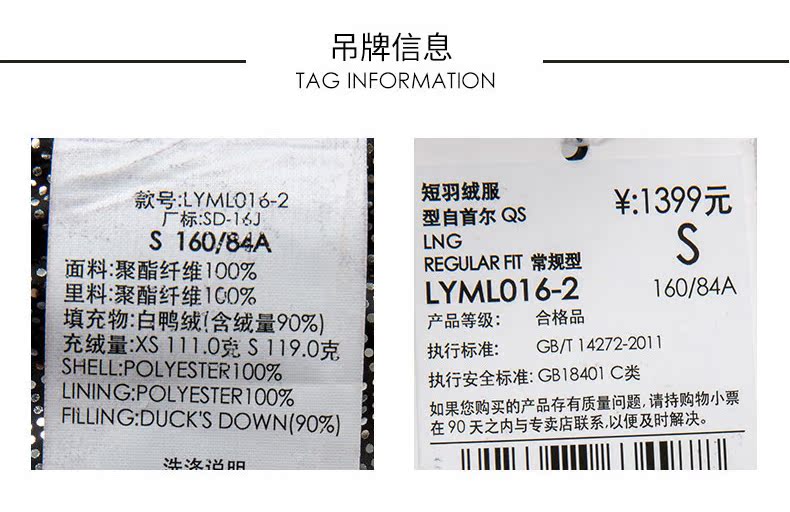 吊牌信息
TAG INFORMATION
款号:LYML016-2
厂标:SD-16J
S 160/84A
面料:聚酯纤维100%
里料:聚酯纤维100%
填充物:白鸭绒(含绒量90%)
充绒量:XS 111.0克 S 119.0克
SHELL:POLYESTER100%
LINING:POLYESTER100%
FILLING:DUCK'S DOWN(90%)
洗涤说明
短羽绒服
型自首尔 QS
LNG
REGULAR FIT 常规型
LYML016-2
¥:1399元
S
160/84A
产品等级: 合格品
执行标准: GB/T 14272-2011
执行安全标准: GB18401 C类
如果您购买的产品存有质量问题,请持购物小票
在 90 天之内与专卖店联系,以便及时解决。